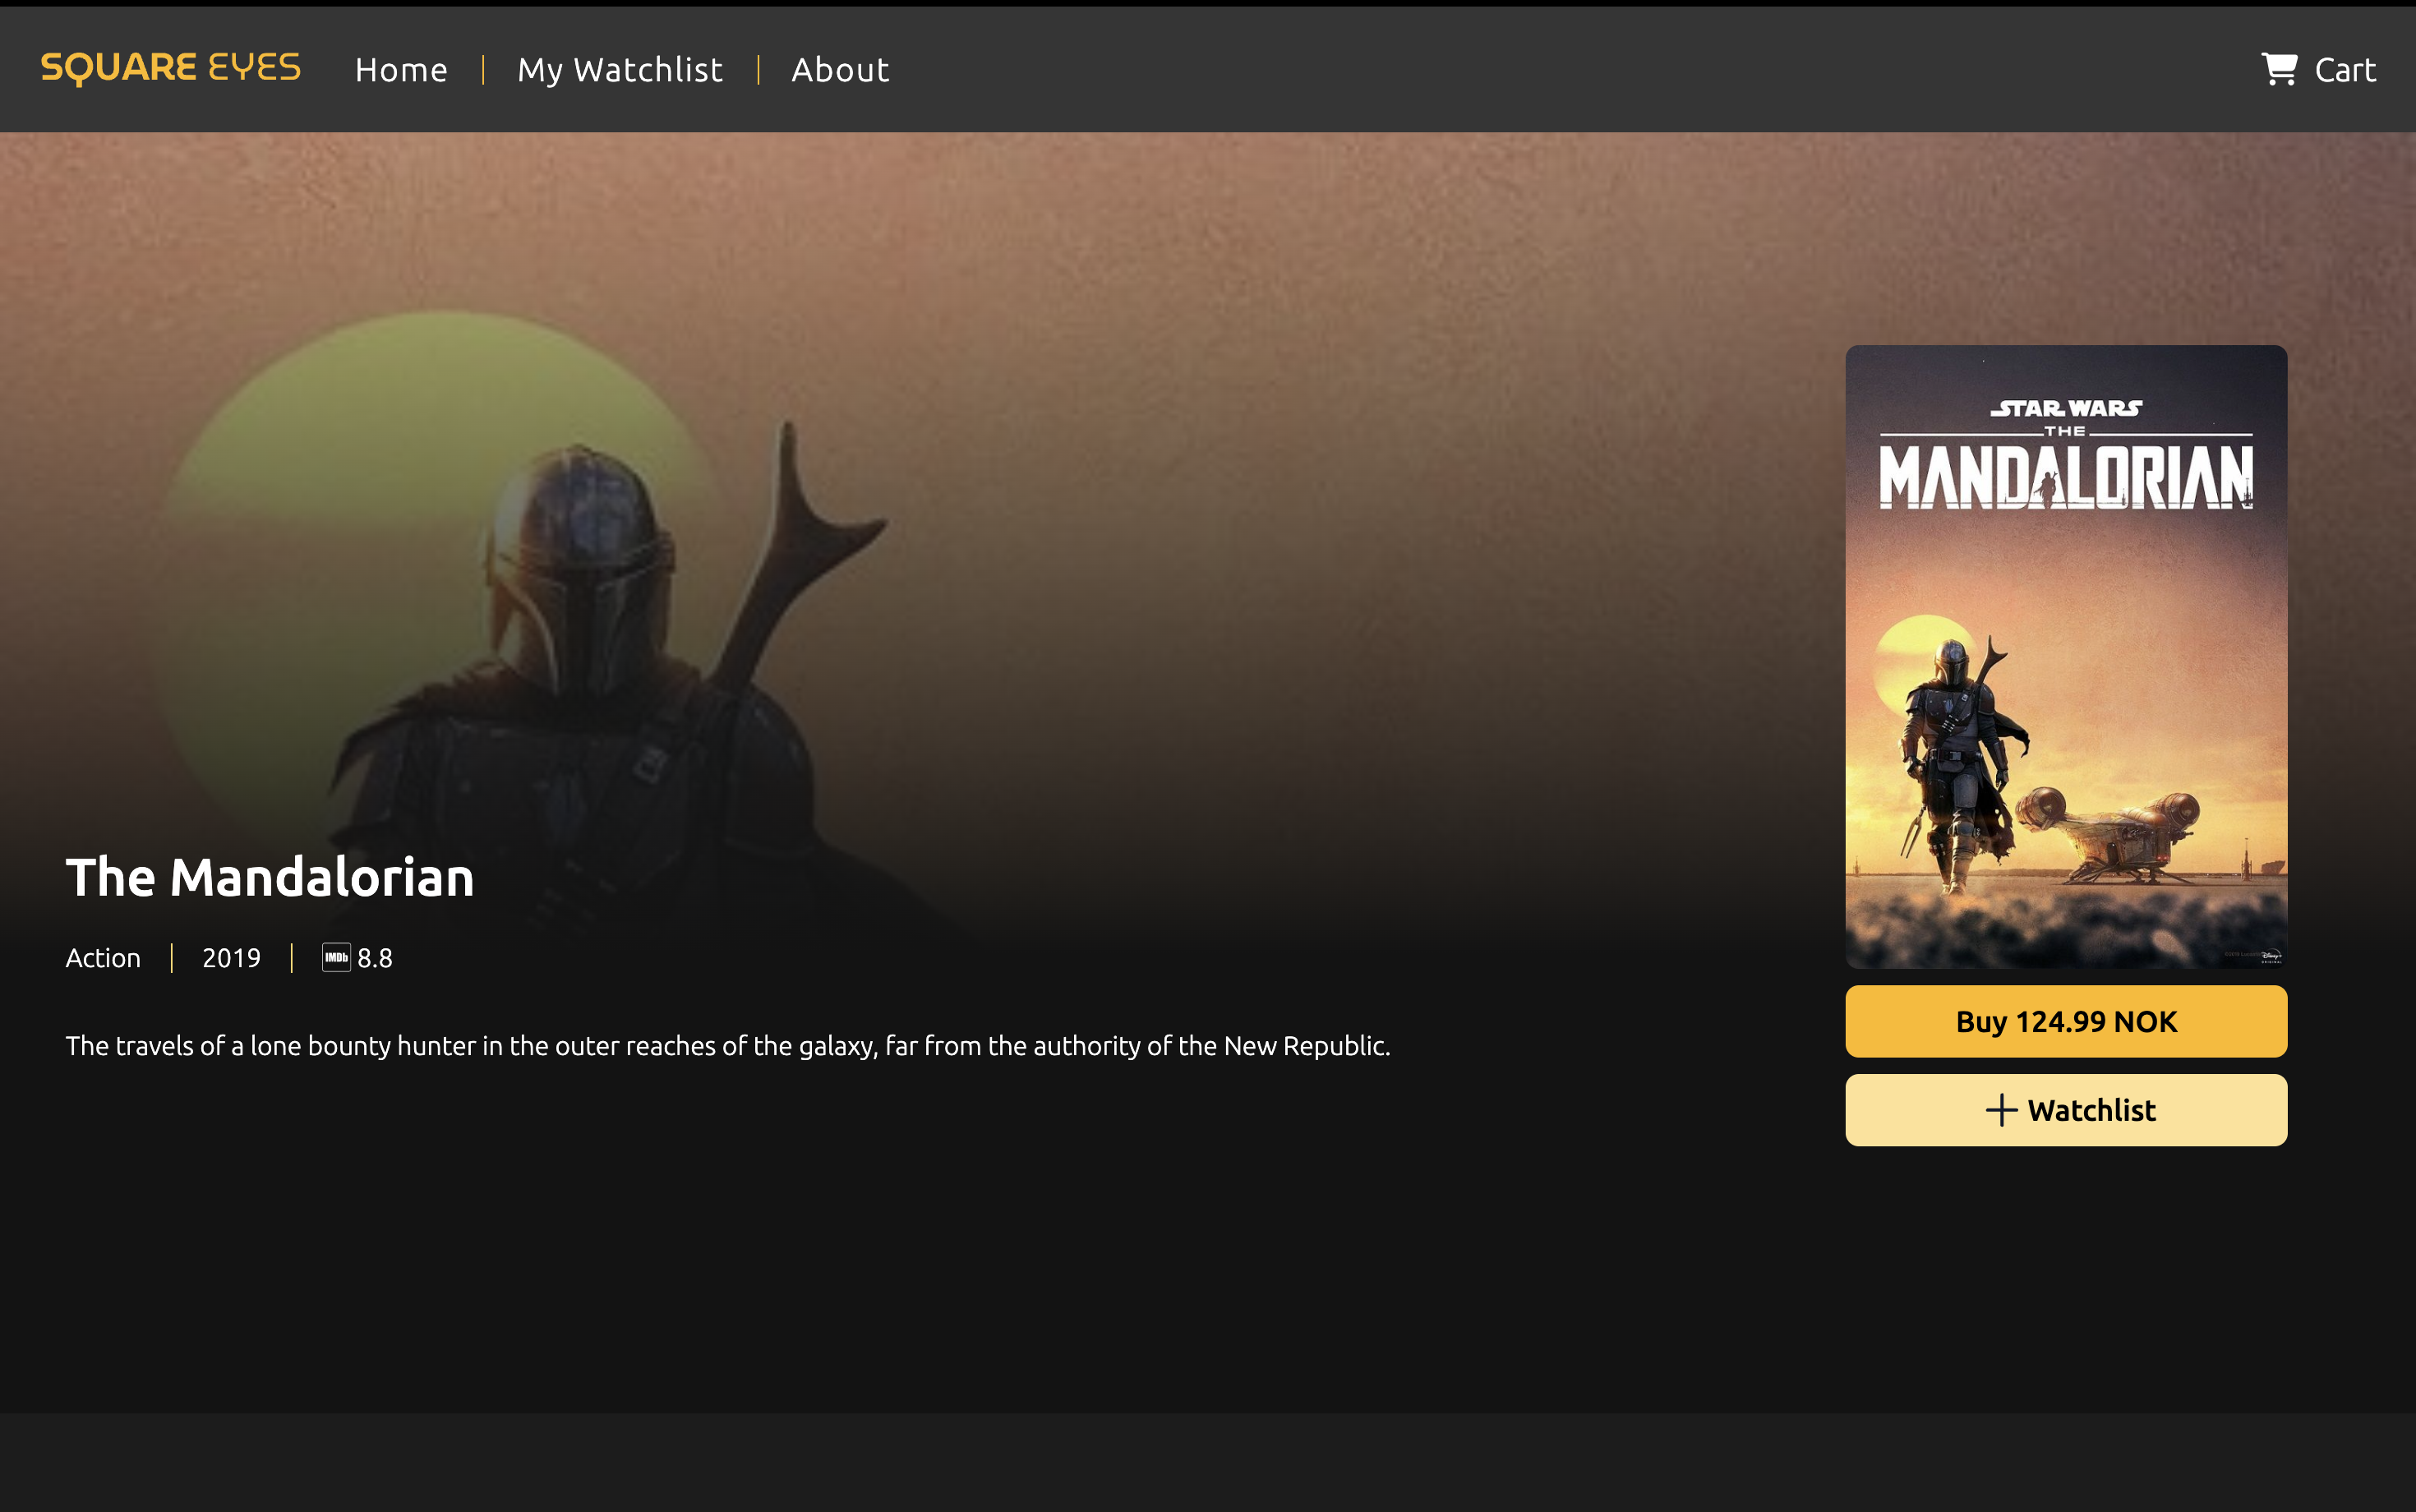 SQUARE EYES
Home
My Watchlist
About
Cart
STAR WARS
THE
MANDALORIAN
The Mandalorian
Action
2019
IMDb 8.8
The travels of a lone bounty hunter in the outer reaches of the galaxy, far from the authority of the New Republic.
Buy 124.99 NOK
Watchlist